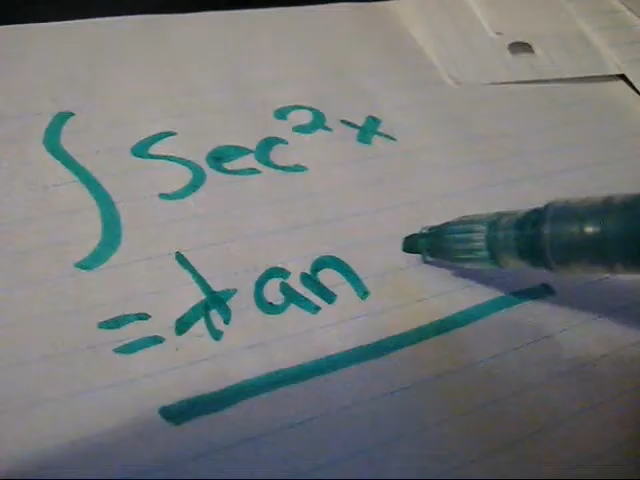 ∫ Sec²x
= tan